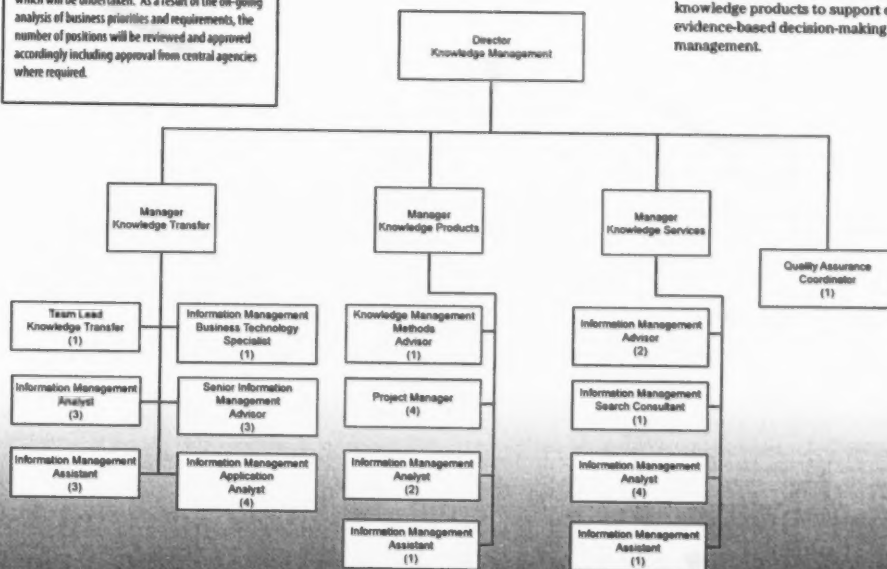 which will be undertaken. As a result of the on-going
analysis of business priorities and requirements, the
number of positions will be reviewed and approved
accordingly including approval from central agencies
where required.
knowledge products to support
evidence-based decision-making
management.
Director
Knowledge Management
Manager
Knowledge Transfer
Manager
Knowledge Products
Manager
Knowledge Services
Quality Assurance
Coordinator
(1)
Team Lead
Knowledge Transfer
(1)
Information Management
Business Technology
Specialist
(1)
Information Management
Analyst
(3)
Senior Information
Management
Advisor
(3)
Information Management
Assistant
(3)
Information Management
Application
Analyst
(4)
Knowledge Management
Methods
Advisor
(1)
Project Manager
(4)
Information Management
Analyst
(2)
Information Management
Assistant
(1)
Information Management
Advisor
(2)
Information Management
Search Consultant
(1)
Information Management
Analyst
(4)
Information Management
Assistant
(1)